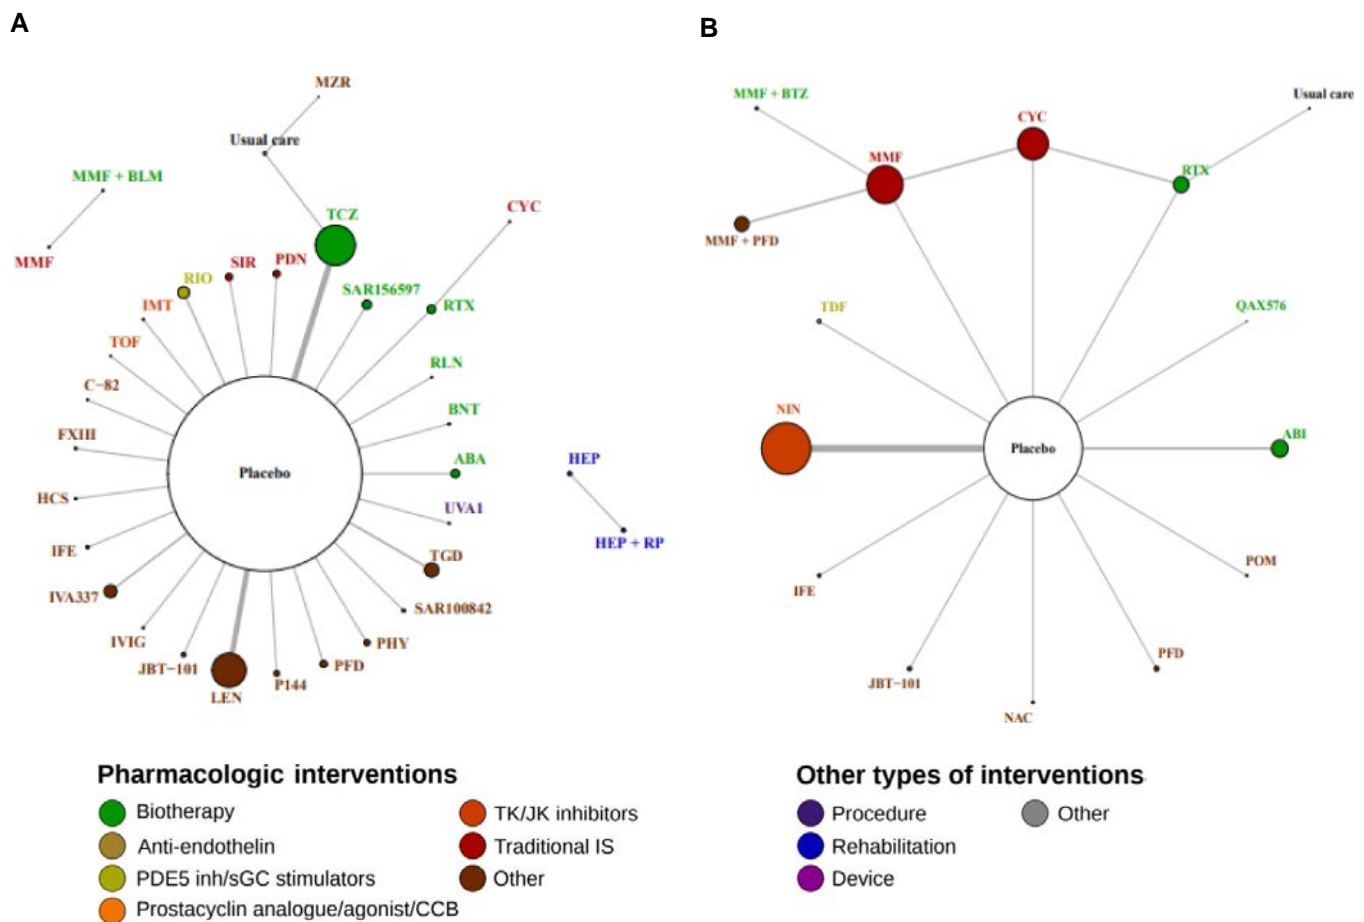 A
B
MZR
Usual care
MMF + BLM
TCZ
CYC
MMF
SIR
PDN
RIO
SAR156597
IMT
RTX
TOF
RLN
C−82
BNT
FXIII
Placebo
ABA
HEP
HCS
UVA1
IFE
TGD
HEP + RP
IVA337
SAR100842
IVIG
PHY
JBT−101
PFD
LEN
P144
MMF + BTZ
Usual care
CYC
MMF
RTX
MMF + PFD
TDF
QAX576
NIN
Placebo
ABI
IFE
POM
JBT−101
PFD
NAC
Pharmacologic interventions
Biotherapy
Anti-endothelin
PDE5 inh/sGC stimulators
Prostacyclin analogue/agonist/CCB
TK/JK inhibitors
Traditional IS
Other
Other types of interventions
Procedure
Rehabilitation
Device
Other